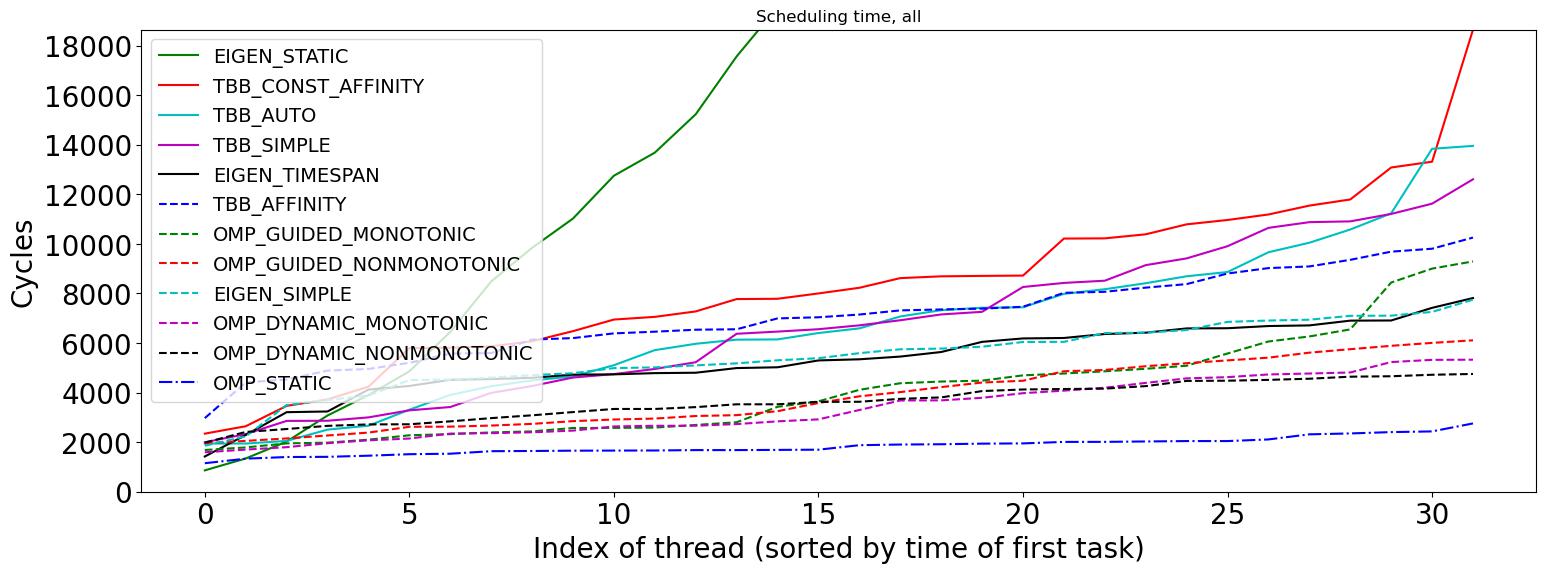 Scheduling time, all
18000
16000
14000
12000
10000
8000
6000
4000
2000
0
Cycles
EIGEN_STATIC
TBB_CONST_AFFINITY
TBB_AUTO
TBB_SIMPLE
EIGEN_TIMESPAN
TBB_AFFINITY
OMP_GUIDED_MONOTONIC
OMP_GUIDED_NONMONOTONIC
EIGEN_SIMPLE
OMP_DYNAMIC_MONOTONIC
OMP_DYNAMIC_NONMONOTONIC
OMP_STATIC
0 5 10 15 20 25 30
Index of thread (sorted by time of first task)